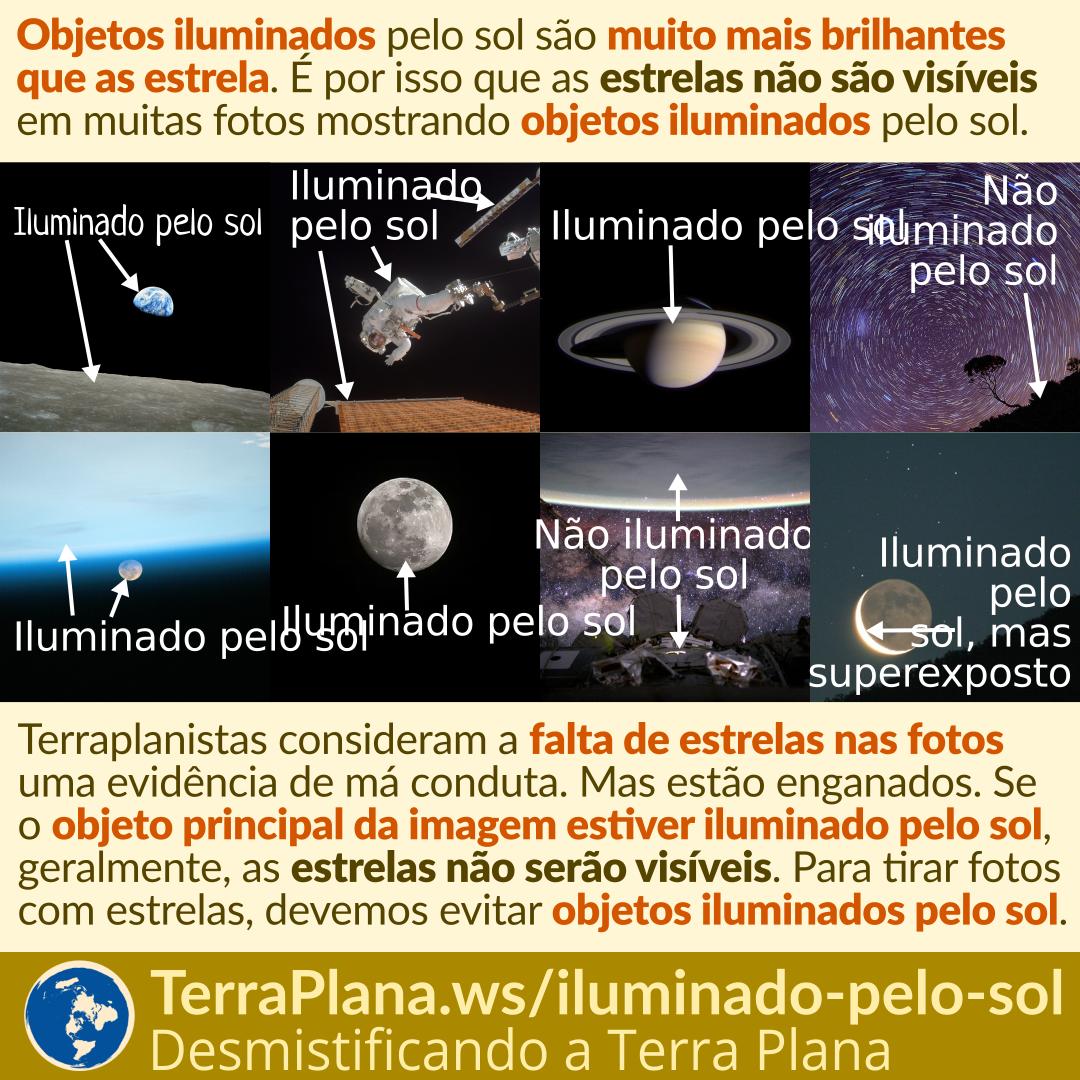 Objetos iluminados pelo sol são muito mais brilhantes
que as estrela. É por isso que as estrelas não são visíveis
em muitas fotos mostrando objetos iluminados pelo sol.
Iluminado pelo sol
Iluminado
pelo sol
Iluminado pelo sol
Não
iluminado
pelo sol
Iluminado pelo sol
Iluminado pelo sol
Não iluminado
pelo sol
Iluminado
pelo
sol, mas
superexposto
Terraplanistas consideram a falta de estrelas nas fotos
uma evidência de má conduta. Mas estão enganados. Se
o objeto principal da imagem estiver iluminado pelo sol,
geralmente, as estrelas não serão visíveis. Para tirar fotos
com estrelas, devemos evitar objetos iluminados pelo sol.
TerraPlana.ws/iluminado-pelo-sol
Desmistificando a Terra Plana